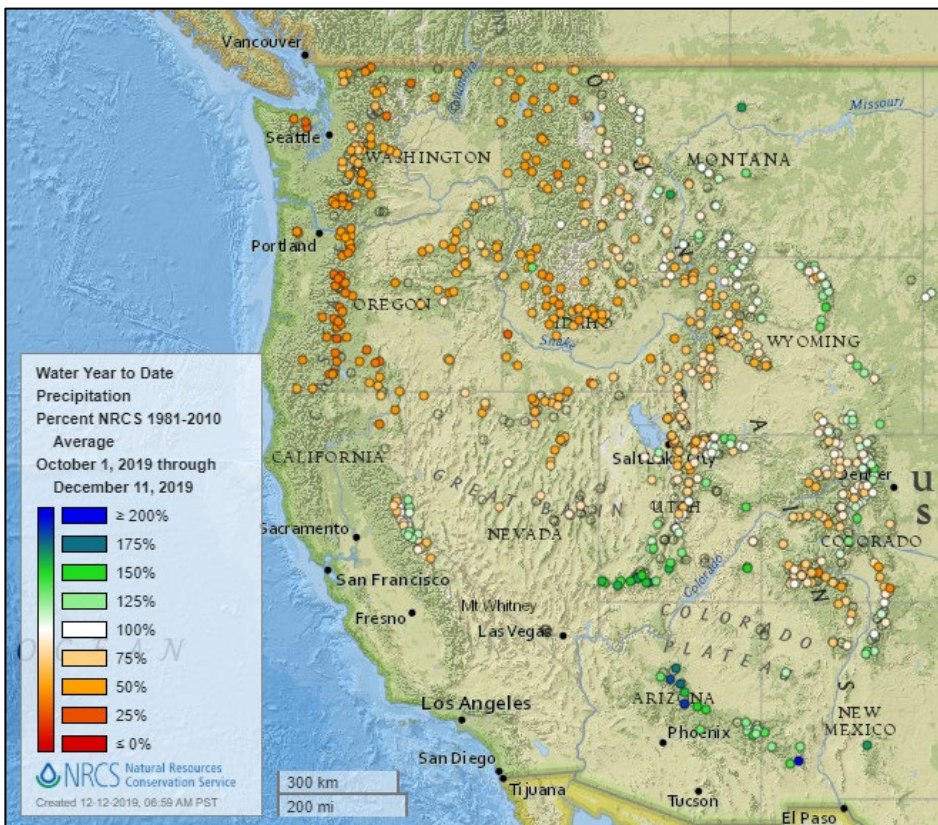 Vancouver
Columbia
Missouri
Seattle
WASHINGTON
MONTANA
Portland
OREGON
IDAHO
Snake
WYOMING
Water Year to Date
Precipitation
Percent NRCS 1981-2010
Average
October 1, 2019 through
December 11, 2019
≥ 200%
175%
150%
125%
100%
75%
50%
25%
≤ 0%
NRCS Natural Resources
Conservation Service
Created 12-12-2019, 06:59 AM PST
CALIFORNIA
Salt Lake City
GREAT BASIN
UTAH
Denver
U
S
Sacramento
NEVADA
COLORADO
San Francisco
Colorado
Mt Whitney
Fresno
Las Vegas
COLORADO
PLATEAU
ARIZONA
Los Angeles
NEW
MEXICO
Phoenix
San Diego
Tijuana
300 km
200 mi
Tucson
El Paso